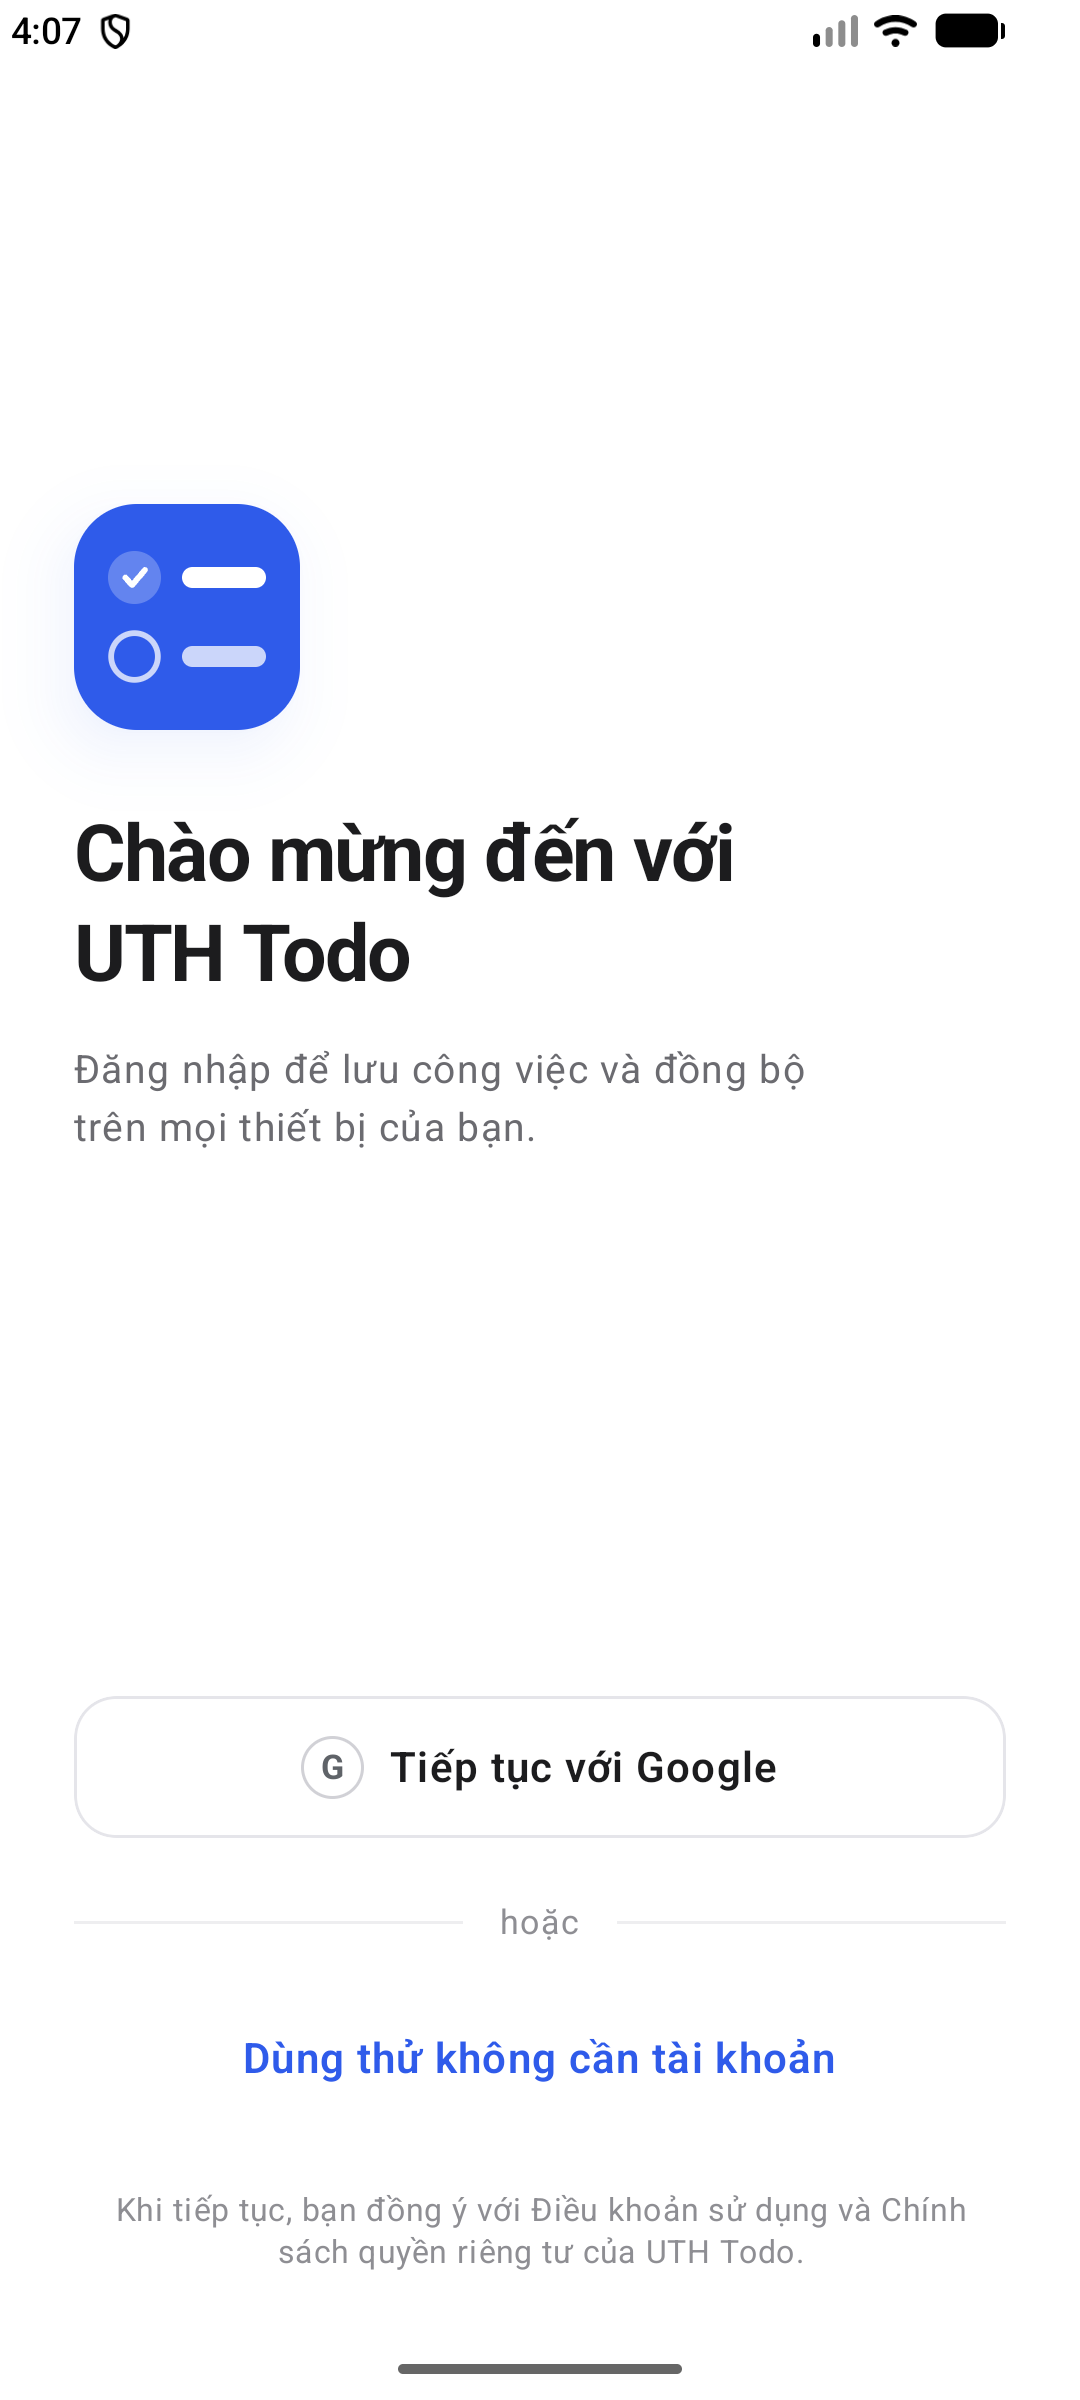 4:07
Chào mừng đến với
UTH Todo
Đăng nhập để lưu công việc và đồng bộ
trên mọi thiết bị của bạn.
G Tiếp tục với Google
hoặc
Dùng thử không cần tài khoản
Khi tiếp tục, bạn đồng ý với Điều khoản sử dụng và Chính
sách quyền riêng tư của UTH Todo.